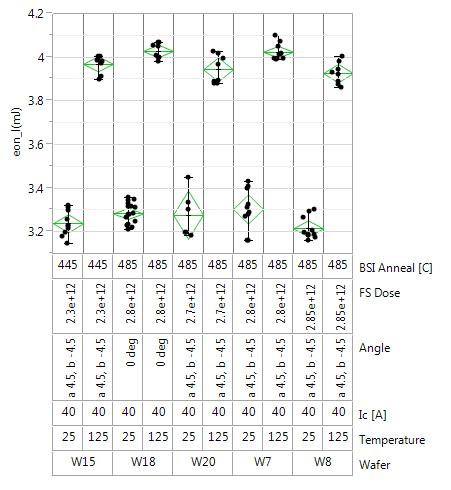 4.2
4
3.8
3.6
3.4
3.2
eon_I(mJ)
445 445 485 485 485 485 485 485 485 485 BSI Anneal [C]
2.3e+12 2.3e+12 2.8e+12 2.8e+12 2.7e+12 2.7e+12 2.8e+12 2.8e+12 2.85e+12 2.85e+12 FS Dose
a 4.5, b -4.5 a 4.5, b -4.5 0 deg 0 deg a 4.5, b -4.5 a 4.5, b -4.5 a 4.5, b -4.5 a 4.5, b -4.5 a 4.5, b -4.5 a 4.5, b -4.5 Angle
40 40 40 40 40 40 40 40 40 40 Ic [A]
25 125 25 125 25 125 25 125 25 125 Temperature
W15 W18 W20 W7 W8 Wafer